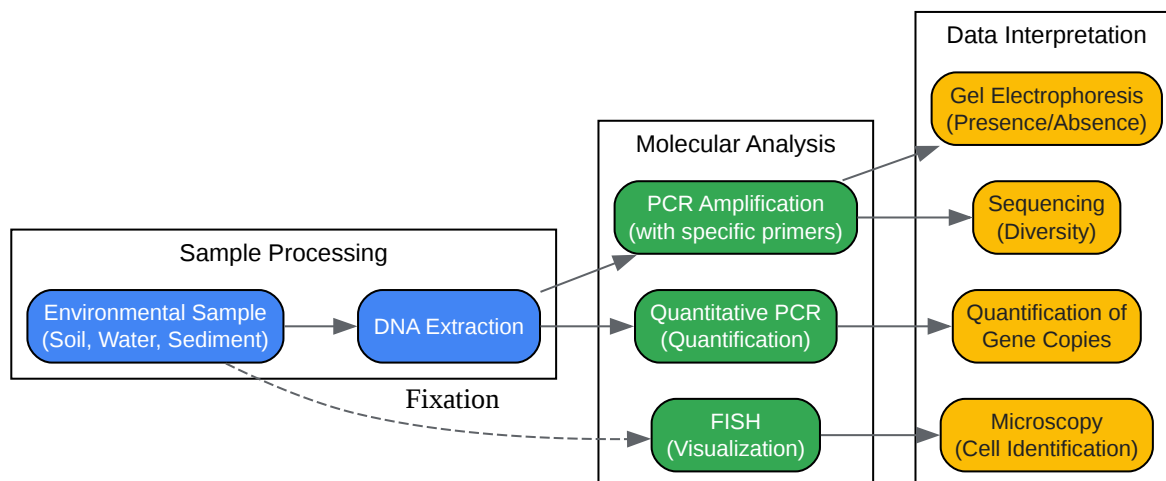 Sample Processing
Environmental Sample
(Soil, Water, Sediment)
DNA Extraction
Fixation
Molecular Analysis
PCR Amplification
(with specific primers)
Quantitative PCR
(Quantification)
FISH
(Visualization)
Data Interpretation
Gel Electrophoresis
(Presence/Absence)
Sequencing
(Diversity)
Quantification of
Gene Copies
Microscopy
(Cell Identification)